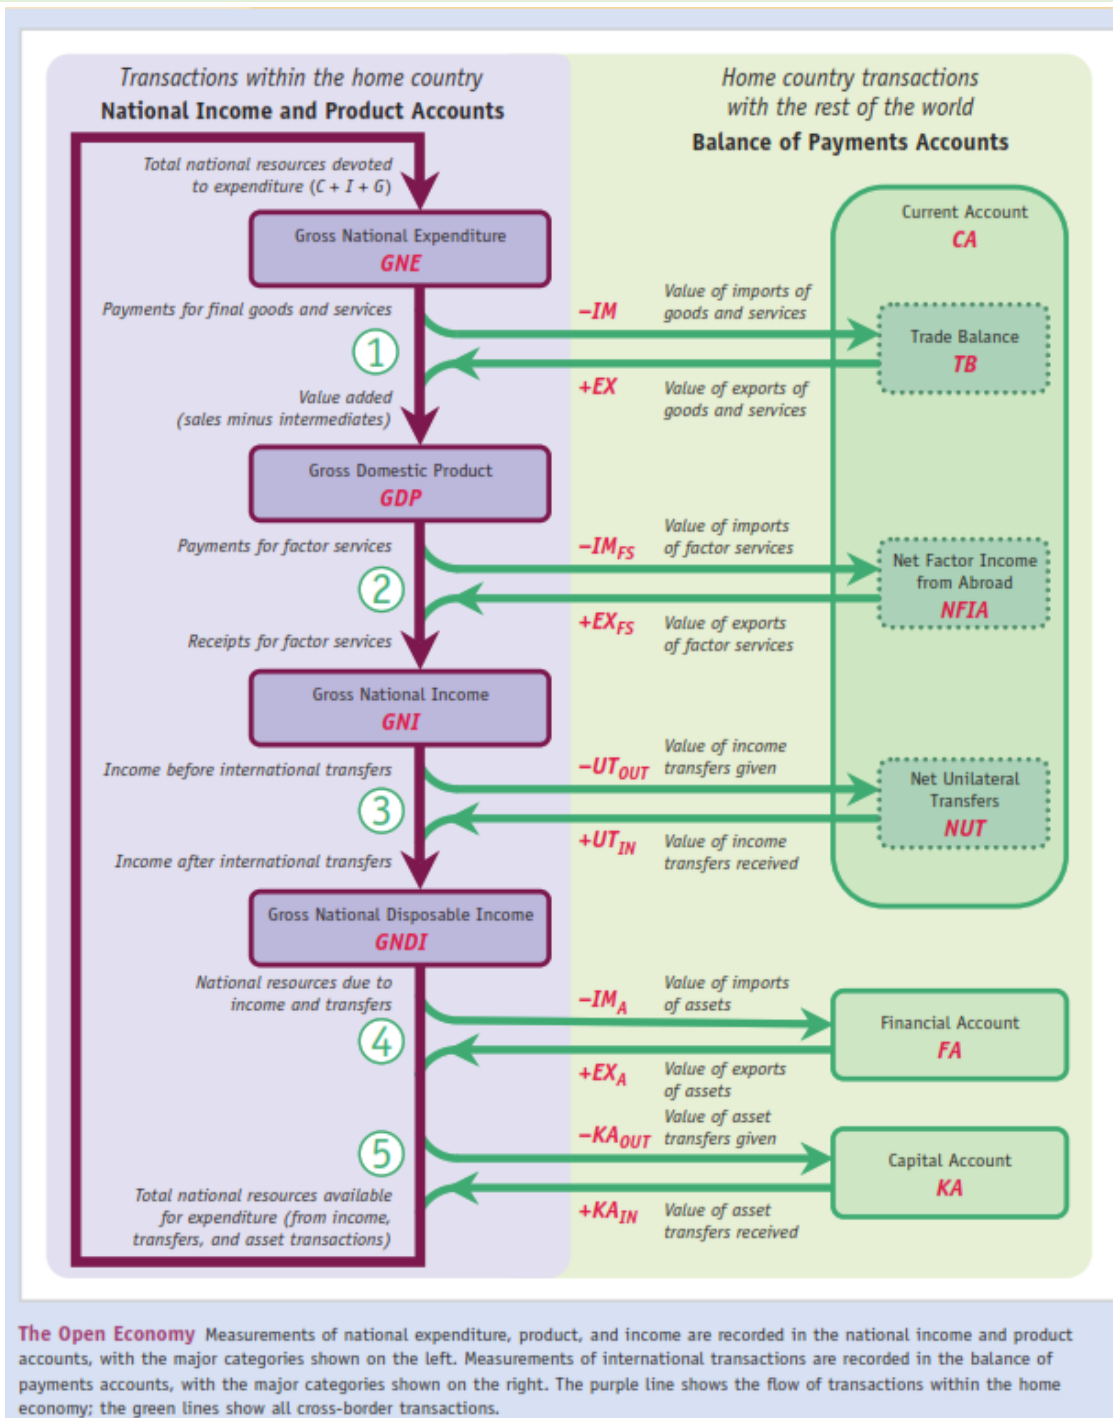 Transactions within the home country
National Income and Product Accounts
Home country transactions
with the rest of the world
Balance of Payments Accounts
Total national resources devoted
to expenditure (C + I + G)
Gross National Expenditure
GNE
Current Account
CA
Payments for final goods and services
1
Value added
(sales minus intermediates)
–IM
Value of imports of
goods and services
+EX
Value of exports of
goods and services
Trade Balance
TB
Gross Domestic Product
GDP
Payments for factor services
2
Receipts for factor services
–IMFS
Value of imports
of factor services
+EXFS
Value of exports
of factor services
Net Factor Income
from Abroad
NFIA
Gross National Income
GNI
Income before international transfers
3
Income after international transfers
–UTOUT
Value of income
transfers given
+UTIN
Value of income
transfers received
Net Unilateral
Transfers
NUT
Gross National Disposable Income
GNDI
National resources due to
income and transfers
4
–IMA
Value of imports
of assets
+EXA
Value of exports
of assets
Financial Account
FA
5
Total national resources available
for expenditure (from income,
transfers, and asset transactions)
–KAOUT
Value of asset
transfers given
+KAIN
Value of asset
transfers received
Capital Account
KA
The Open Economy Measurements of national expenditure, product, and income are recorded in the national income and product
accounts, with the major categories shown on the left. Measurements of international transactions are recorded in the balance of
payments accounts, with the major categories shown on the right. The purple line shows the flow of transactions within the home
economy; the green lines show all cross-border transactions.